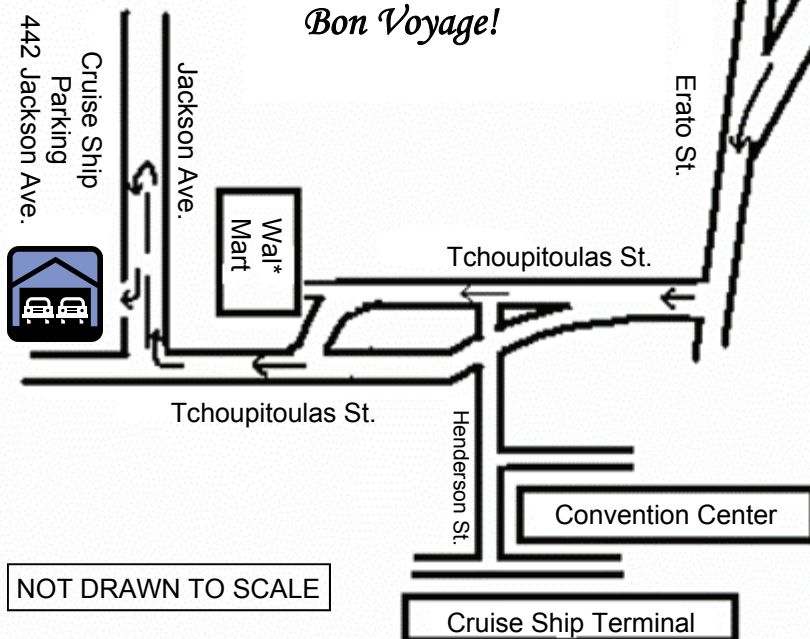 Bon Voyage!
Cruise Ship
Parking
442 Jackson Ave.
Jackson Ave.
Wal*
Mart
Erato St.
Tchoupitoulas St.
Tchoupitoulas St.
Henderson St.
Convention Center
NOT DRAWN TO SCALE
Cruise Ship Terminal